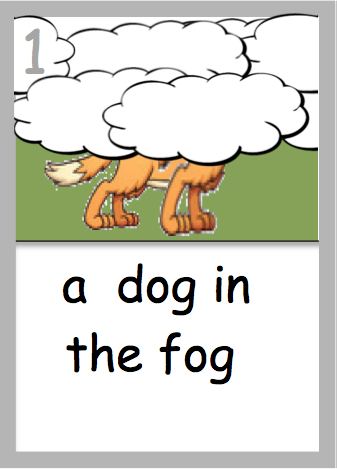 1
a dog in
the fog